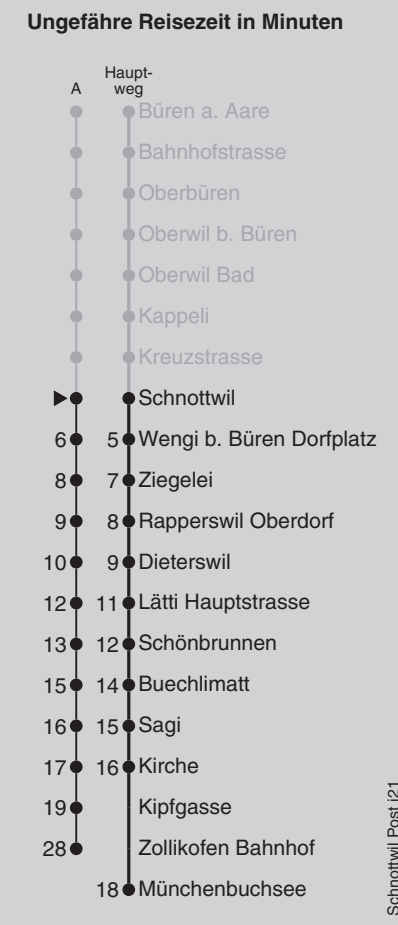 Ungefähre Reisezeit in Minuten
A Haupt-
weg
Büren a. Aare
Bahnhofstrasse
Oberbüren
Oberwil b. Büren
Oberwil Bad
Kappeli
Kreuzstrasse
Schnottwil
6 5 Wengi b. Büren Dorfplatz
8 7 Ziegelei
9 8 Rapperswil Oberdorf
10 9 Dieterswil
12 11 Lätti Hauptstrasse
13 12 Schönbrunnen
15 14 Buechlimatt
16 15 Sagi
17 16 Kirche
19 Kipfgasse
28 Zollikofen Bahnhof
18 Münchenbuchsee
Schnottwil Post j21